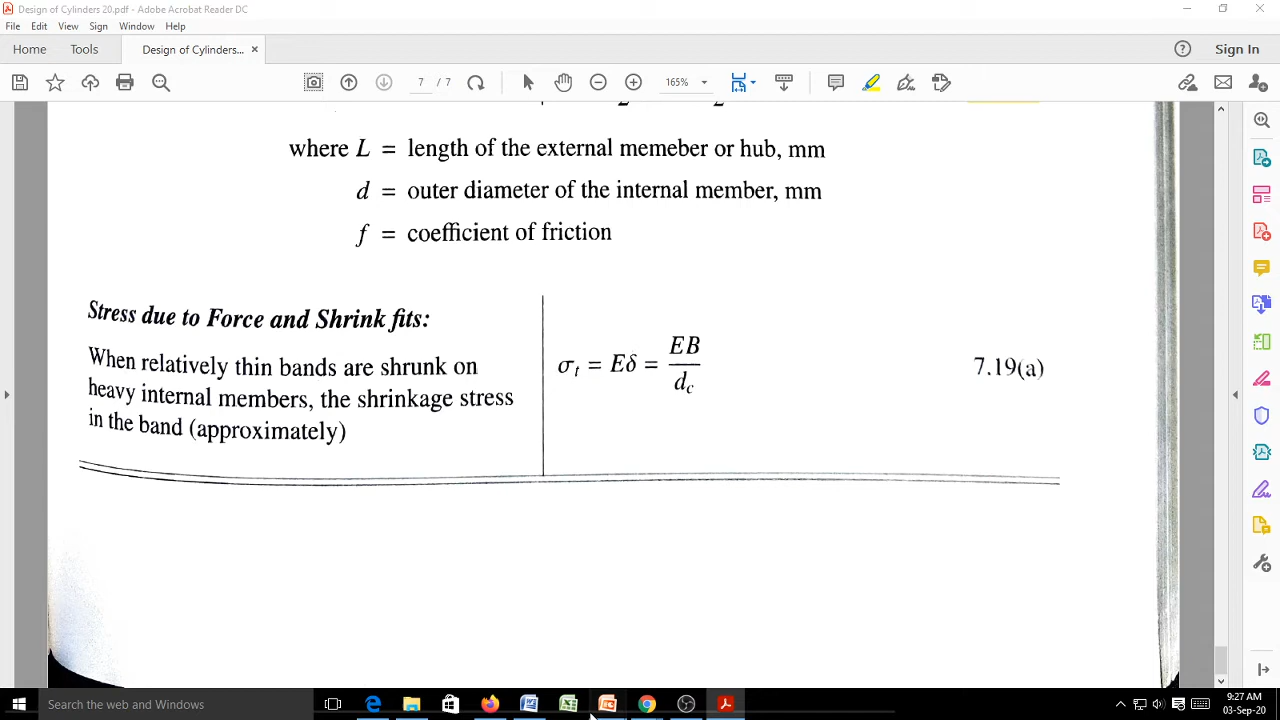 Design of Cylinders 20.pdf - Adobe Acrobat Reader DC
File Edit View Sign Window Help
Home Tools Design of Cylinders... × Sign In
7 / 7 165%
where L = length of the external memeber or hub, mm
d = outer diameter of the internal member, mm
f = coefficient of friction
Stress due to Force and Shrink fits:
When relatively thin bands are shrunk on
heavy internal members, the shrinkage stress
in the band (approximately)
σt = Eδ = EB / dc 7.19(a)
Search the web and Windows
9:27 AM
03-Sep-20